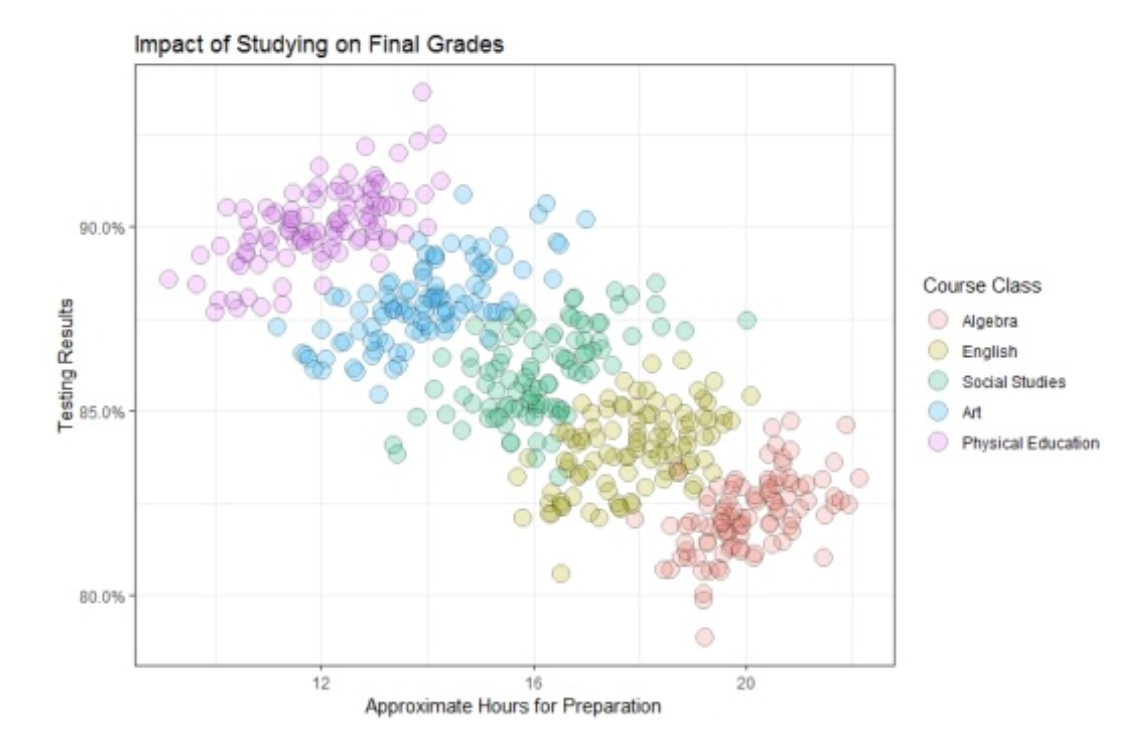 Impact of Studying on Final Grades
Testing Results
90.0%
85.0%
80.0%
12 16 20
Approximate Hours for Preparation
Course Class
Algebra
English
Social Studies
Art
Physical Education